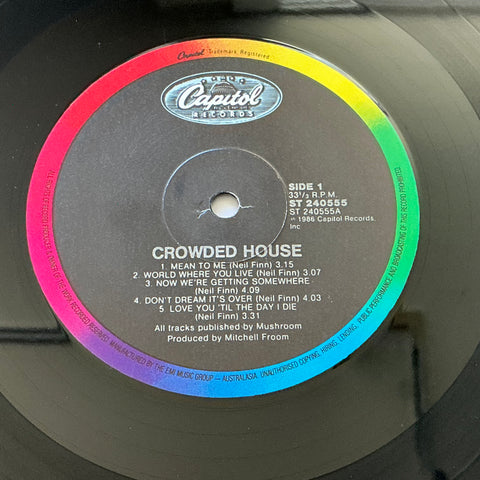 Capitol Trademark Registered
Capitol
RECORDS
SIDE 1
33⅓ R.P.M.
ST 240555
ST 240555A
℗ 1986 Capitol Records,
Inc
CROWDED HOUSE
1. MEAN TO ME (Neil Finn) 3.15
2. WORLD WHERE YOU LIVE (Neil Finn) 3.07
3. NOW WE'RE GETTING SOMEWHERE
(Neil Finn) 4.09
4. DON'T DREAM IT'S OVER (Neil Finn) 4.03
5 LOVE YOU 'TIL THE DAY I DIE
(Neil Finn) 3.31
All tracks published by Mushroom
Produced by Mitchell Froom
RESERVED. MANUFACTURED BY THE EMI MUSIC GROUP — AUSTRALASIA. UNAUTHORISED COPYING, HIRING, LENDING, PUBLIC PERFORMANCE AND BROADCASTING OF THIS RECORD PROHIBITED.